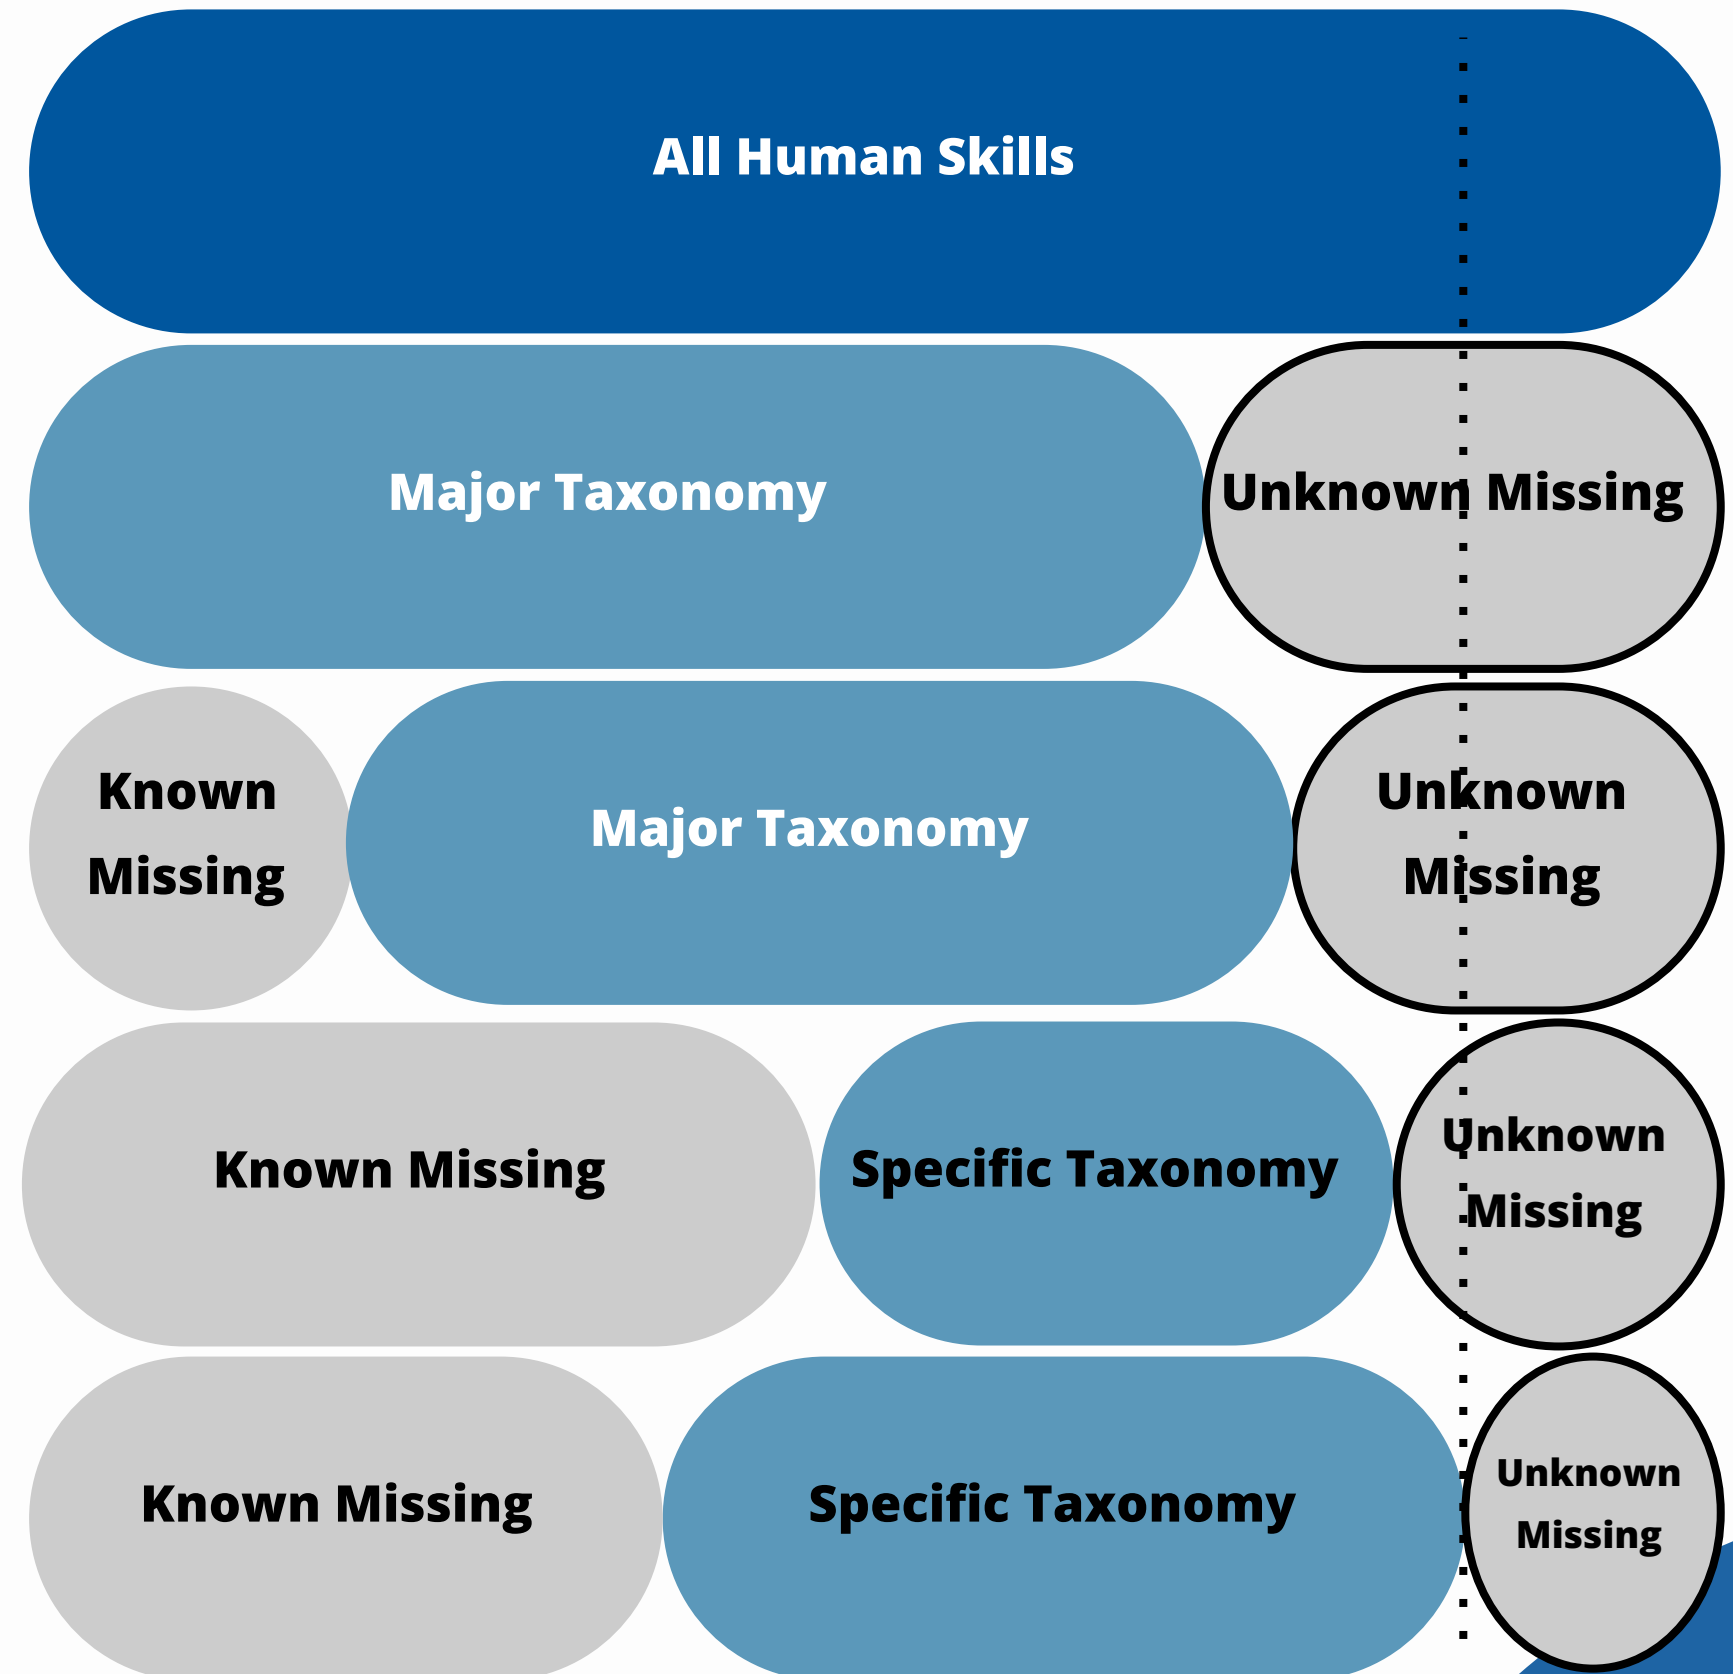 All Human Skills
Major Taxonomy
Unknown Missing
Known
Missing
Major Taxonomy
Unknown
Missing
Known Missing
Specific Taxonomy
Unknown
Missing
Known Missing
Specific Taxonomy
Unknown
Missing